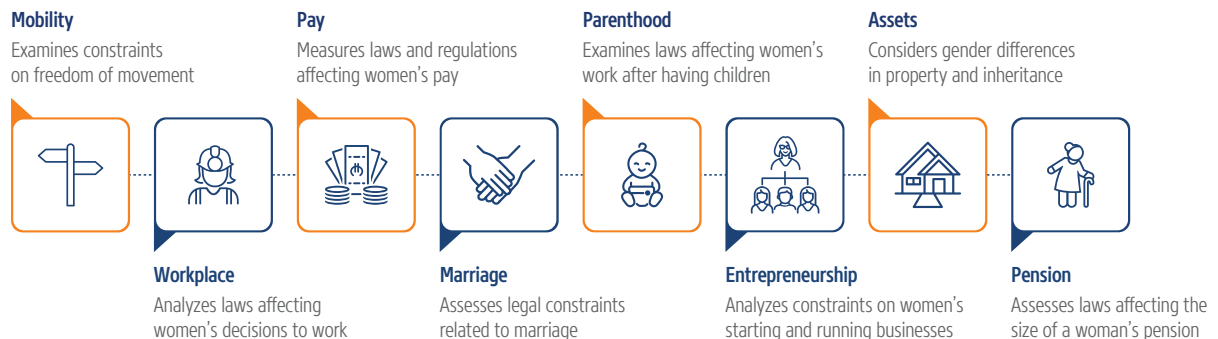 Mobility
Examines constraints
on freedom of movement
Pay
Measures laws and regulations
affecting women's pay
Parenthood
Examines laws affecting women's
work after having children
Assets
Considers gender differences
in property and inheritance
Workplace
Analyzes laws affecting
women's decisions to work
Marriage
Assesses legal constraints
related to marriage
Entrepreneurship
Analyzes constraints on women's
starting and running businesses
Pension
Assesses laws affecting the
size of a woman's pension